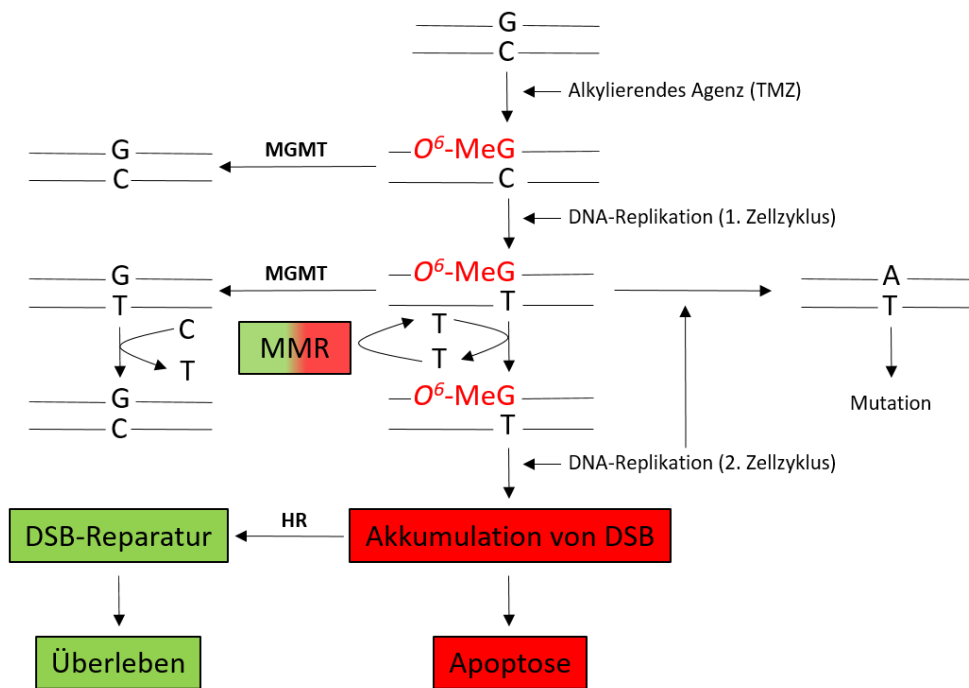 G
C
Alkylierendes Agenz (TMZ)
G
C
MGMT
O⁶-MeG
C
DNA-Replikation (1. Zellzyklus)
G
T
MGMT
O⁶-MeG
T
A
T
C
T
MMR
T
T
G
C
O⁶-MeG
T
Mutation
DNA-Replikation (2. Zellzyklus)
DSB-Reparatur
HR
Akkumulation von DSB
Überleben
Apoptose